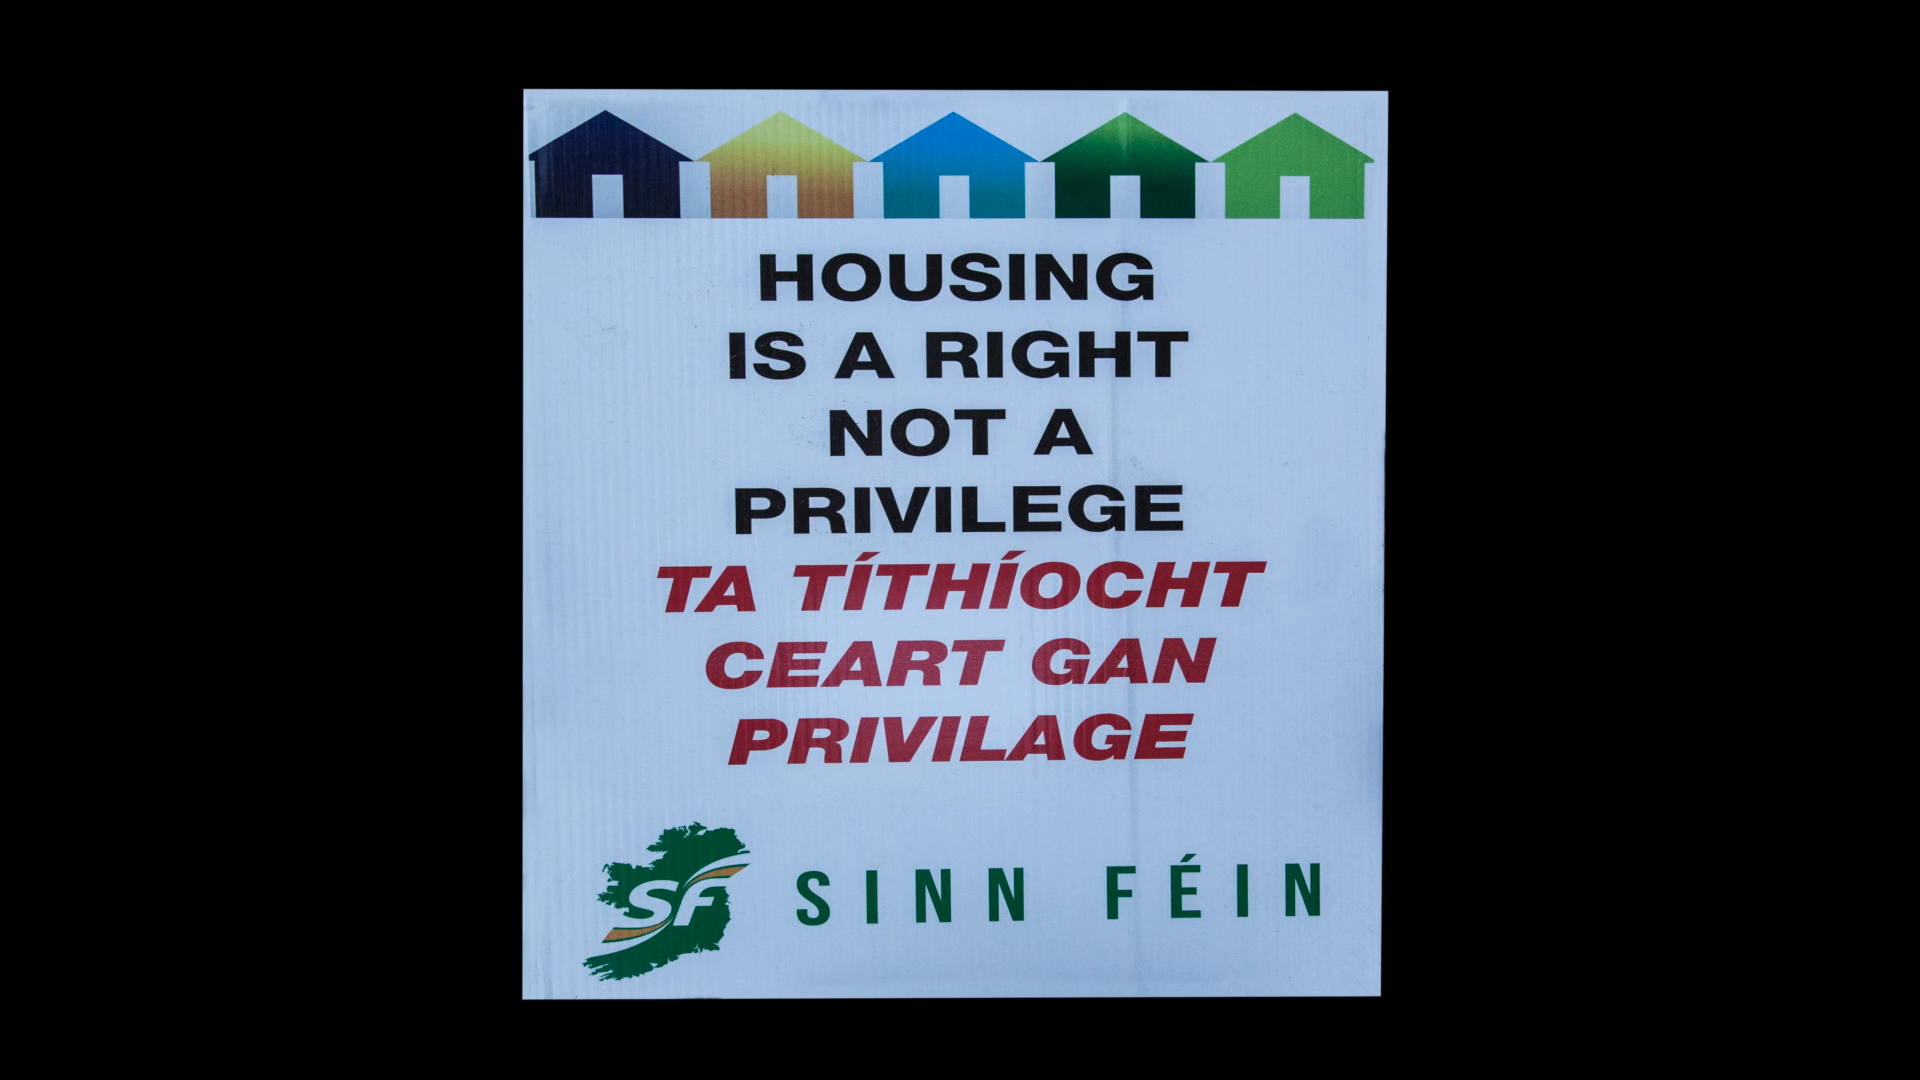 HOUSING
IS A RIGHT
NOT A
PRIVILEGE
TA TÍTHÍOCHT
CEART GAN
PRIVILAGE
SF SINN FÉIN